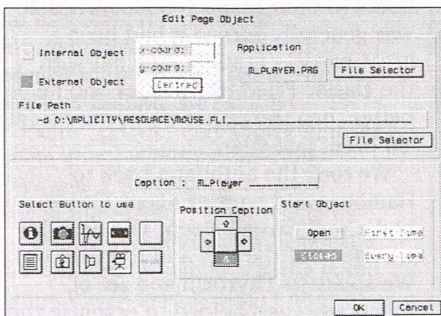 Edit Page Object
Internal Object
External Object
x-coord:
y-coord:
Centred
Application
M_PLAYER.PRG
File Selector
File Path
-d D:\MPLICITY\RESOURCE\MOUSE.FLI
File Selector
Caption : M_Player
Select Button to use
Position Caption
Start Object
Open
First Time
Closed
Every Time
OK
Cancel